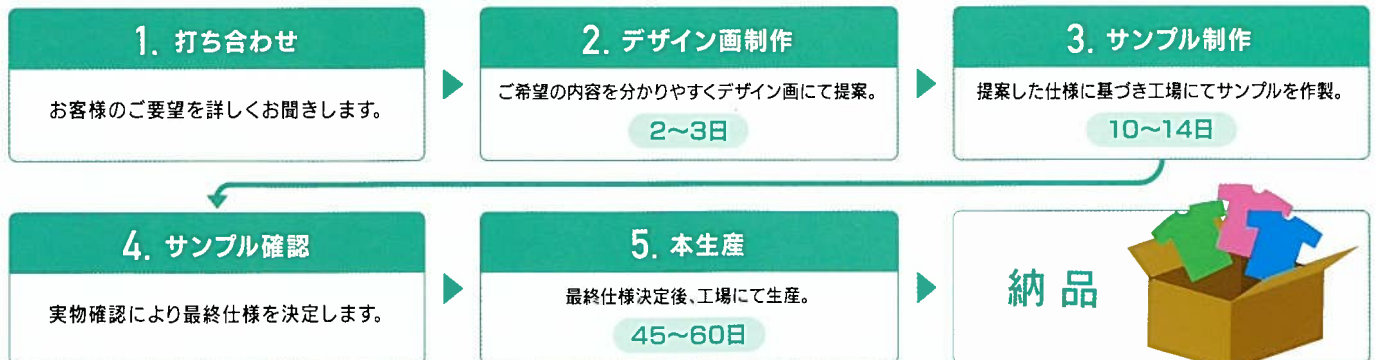 1. 打ち合わせ
お客様のご要望を詳しくお聞きします。
2. デザイン画制作
ご希望の内容を分かりやすくデザイン画にて提案。
2〜3日
3. サンプル制作
提案した仕様に基づき工場にてサンプルを作製。
10〜14日
4. サンプル確認
実物確認により最終仕様を決定します。
5. 本生産
最終仕様決定後、工場にて生産。
45〜60日
納品